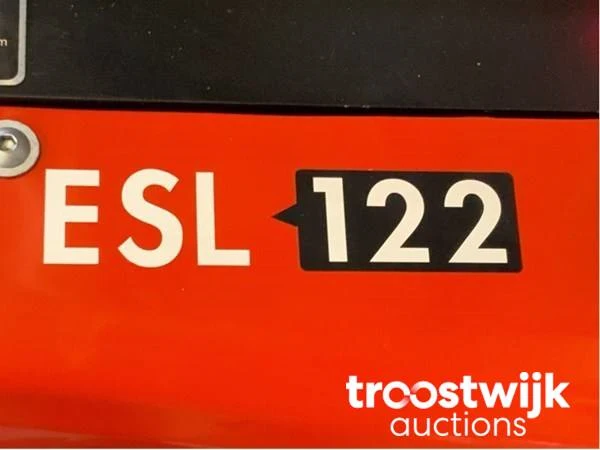 m
ESL 122
troostwijk
auctions